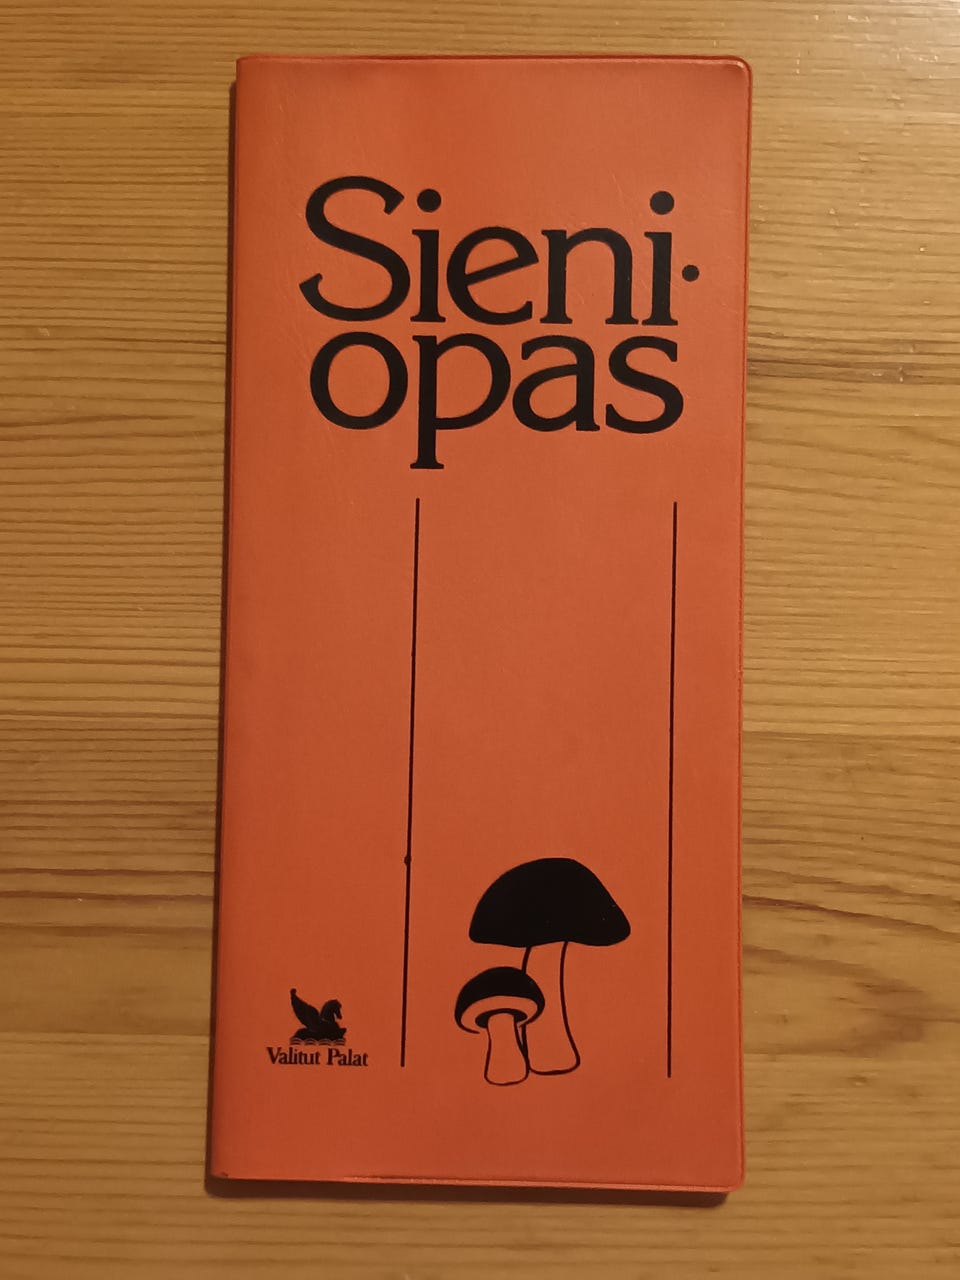 Sieni·
opas
Valitut Palat